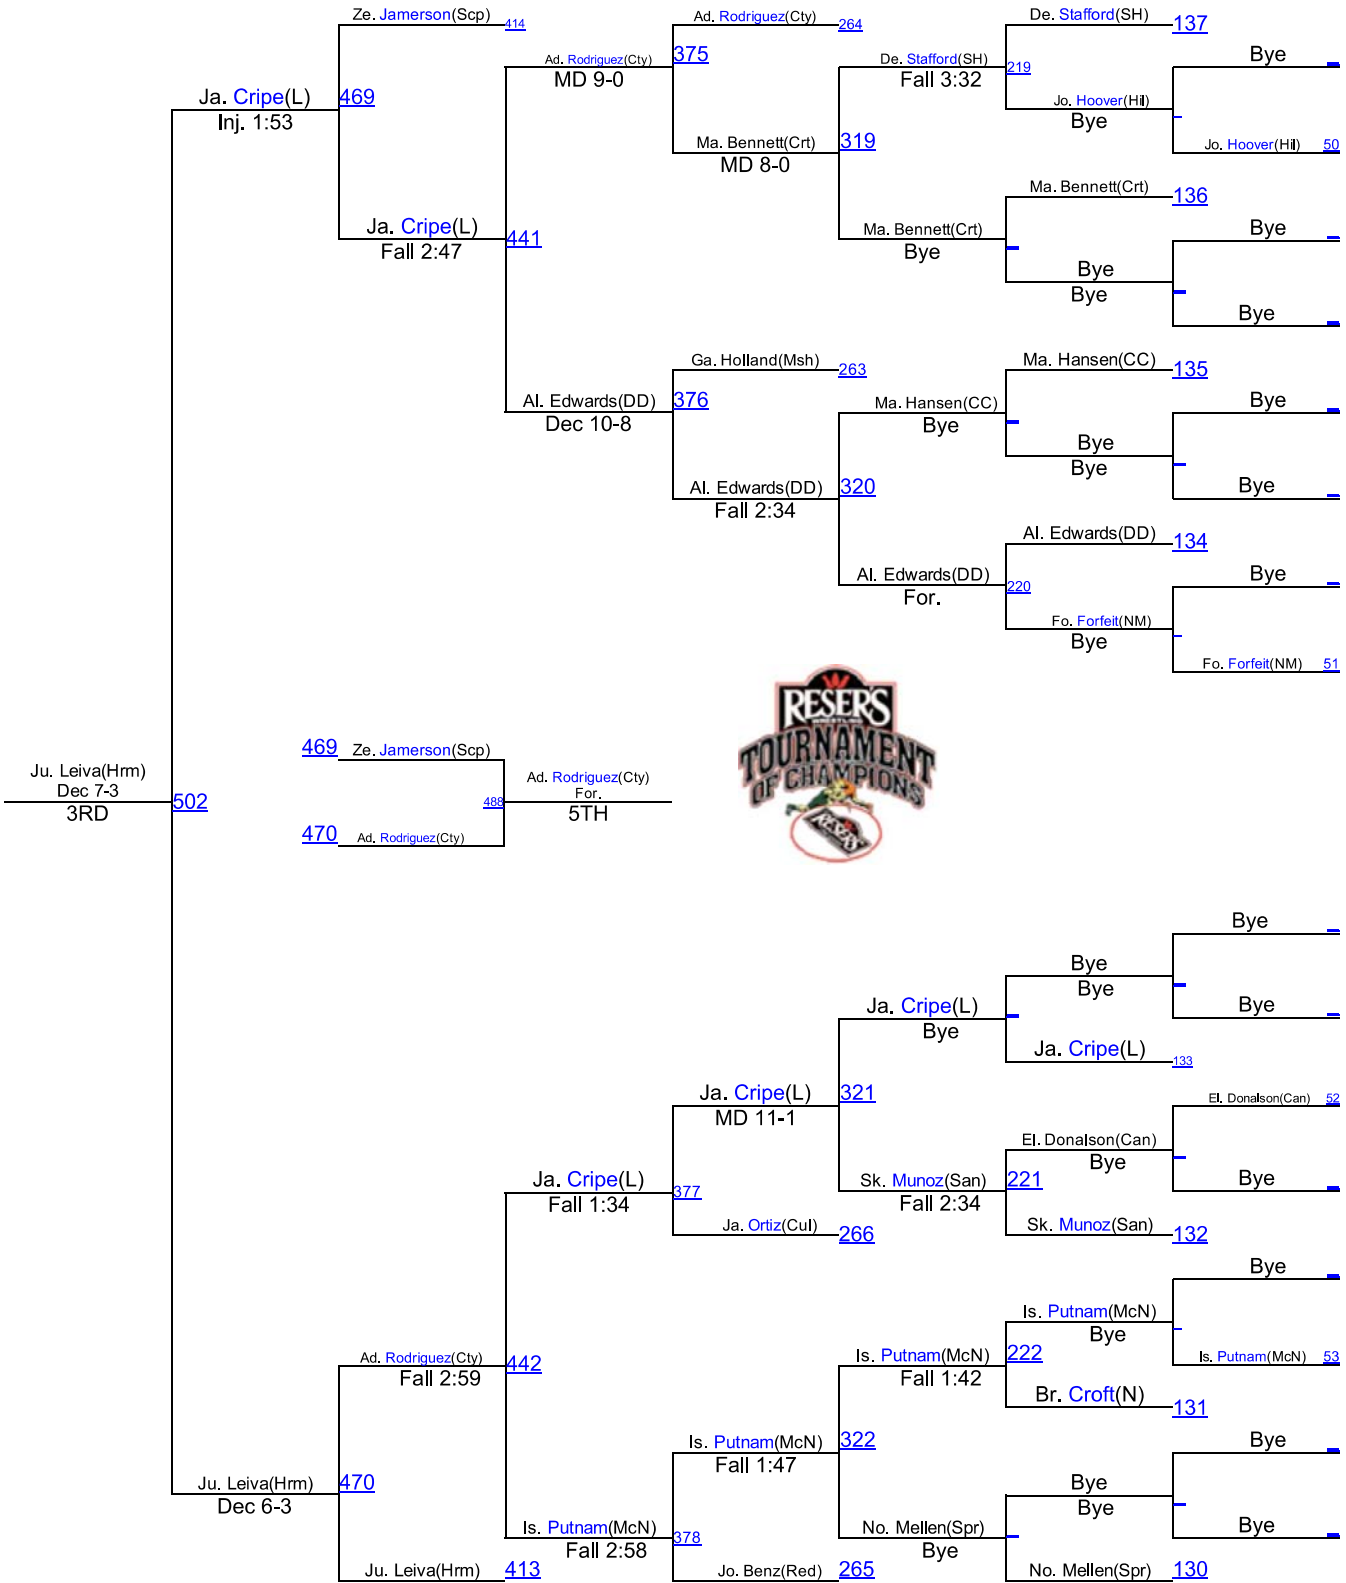 Ze. Jamerson(Scp) 414
Ad. Rodriguez(Cty) 264
De. Stafford(SH) 137
Bye
Ad. Rodriguez(Cty) 375
MD 9-0
De. Stafford(SH) 219
Fall 3:32
Ja. Cripe(L) 469
Inj. 1:53
Jo. Hoover(Hil)
Bye
Ma. Bennett(Crt) 319
MD 8-0
Jo. Hoover(Hil) 50
Ma. Bennett(Crt) 136
Ja. Cripe(L) 441
Fall 2:47
Ma. Bennett(Crt)
Bye
Bye
Bye
Bye
Bye
Ga. Holland(Msh) 263
Ma. Hansen(CC) 135
Al. Edwards(DD) 376
Dec 10-8
Ma. Hansen(CC)
Bye
Bye
Bye
Bye
Al. Edwards(DD) 320
Fall 2:34
Bye
Al. Edwards(DD) 134
Al. Edwards(DD) 220
For.
Bye
Fo. Forfeit(NM)
Bye
Fo. Forfeit(NM) 51
RESER'S
WRESTLING
TOURNAMENT
OF CHAMPIONS
RESER'S
469 Ze. Jamerson(Scp)
Ju. Leiva(Hrm)
Dec 7-3
3RD
502
488
Ad. Rodriguez(Cty)
For.
5TH
470 Ad. Rodriguez(Cty)
Bye
Bye
Bye
Ja. Cripe(L)
Bye
Bye
Ja. Cripe(L) 133
Ja. Cripe(L) 321
MD 11-1
El. Donalson(Can) 52
El. Donalson(Can)
Bye
Ja. Cripe(L) 377
Fall 1:34
Sk. Munoz(San) 221
Fall 2:34
Bye
Ja. Ortiz(Cul) 266
Sk. Munoz(San) 132
Bye
Is. Putnam(McN)
Bye
Ad. Rodriguez(Cty) 442
Fall 2:59
Is. Putnam(McN) 222
Fall 1:42
Is. Putnam(McN) 53
Br. Croft(N) 131
Is. Putnam(McN) 322
Fall 1:47
Bye
Ju. Leiva(Hrm) 470
Dec 6-3
Bye
Bye
Is. Putnam(McN) 378
Fall 2:58
No. Mellen(Spr)
Bye
Bye
Ju. Leiva(Hrm) 413
Jo. Benz(Red) 265
No. Mellen(Spr) 130